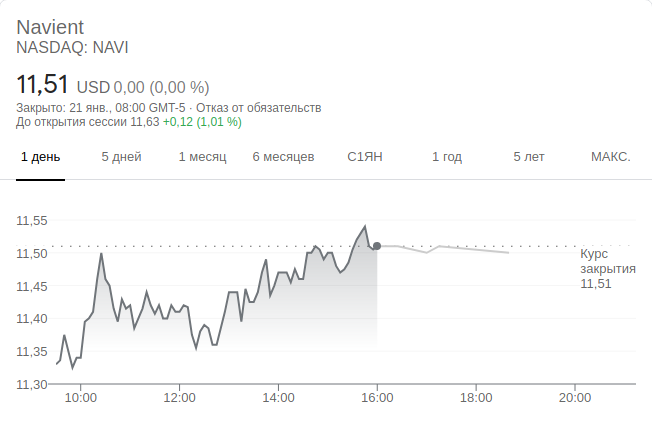 Navient
NASDAQ: NAVI
11,51 USD 0,00 (0,00 %)
Закрыто: 21 янв., 08:00 GMT-5 · Отказ от обязательств
До открытия сессии 11,63 +0,12 (1,01 %)
1 день 5 дней 1 месяц 6 месяцев С1ЯН 1 год 5 лет МАКС.
11,55
11,50
11,45
11,40
11,35
11,30
Курс
закрытия
11,51
10:00 12:00 14:00 16:00 18:00 20:00